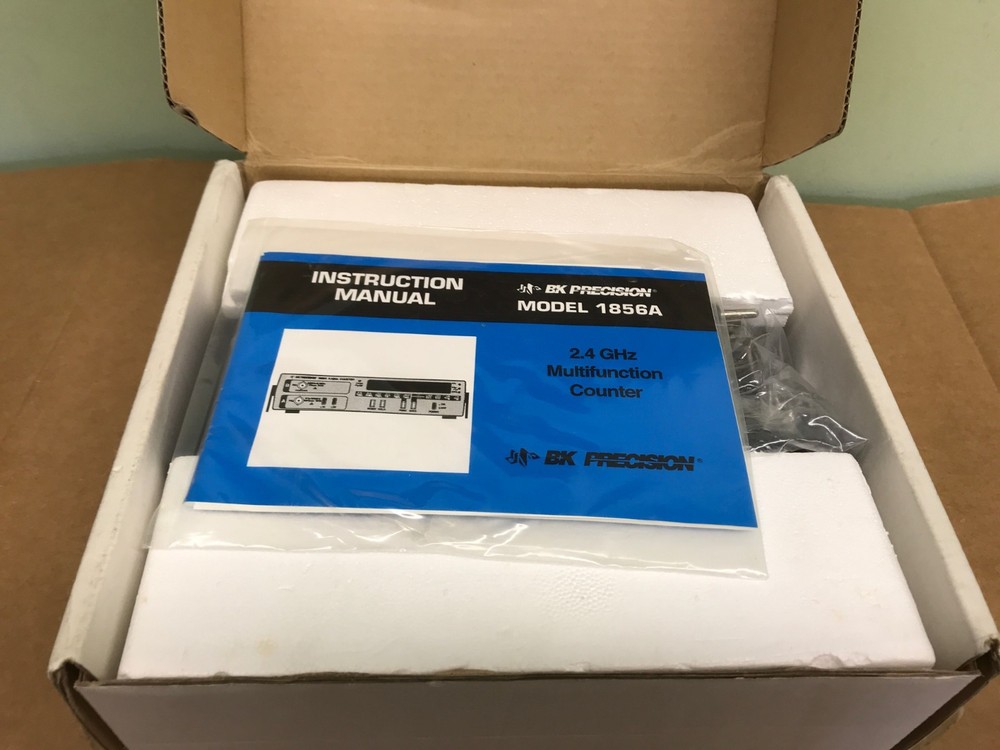 INSTRUCTION
MANUAL
BK PRECISION®
MODEL 1856A
2.4 GHz
Multifunction
Counter
BK PRECISION®